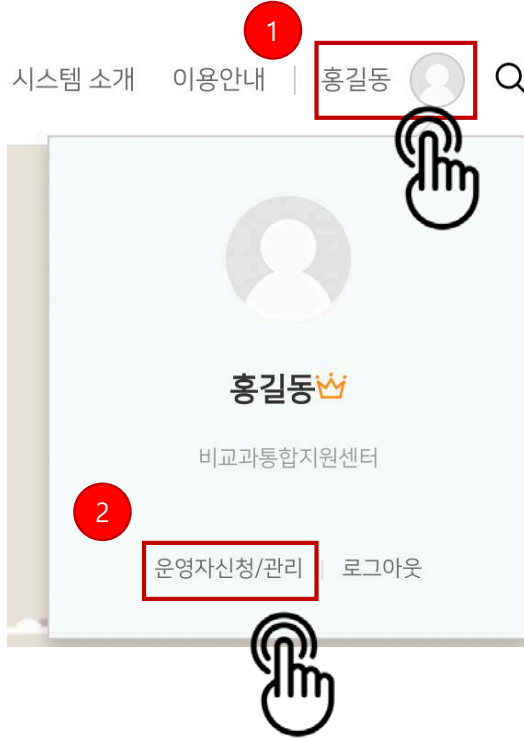 1
시스템 소개 이용안내 | 홍길동
홍길동
비교과통합지원센터
2
운영자신청/관리 | 로그아웃